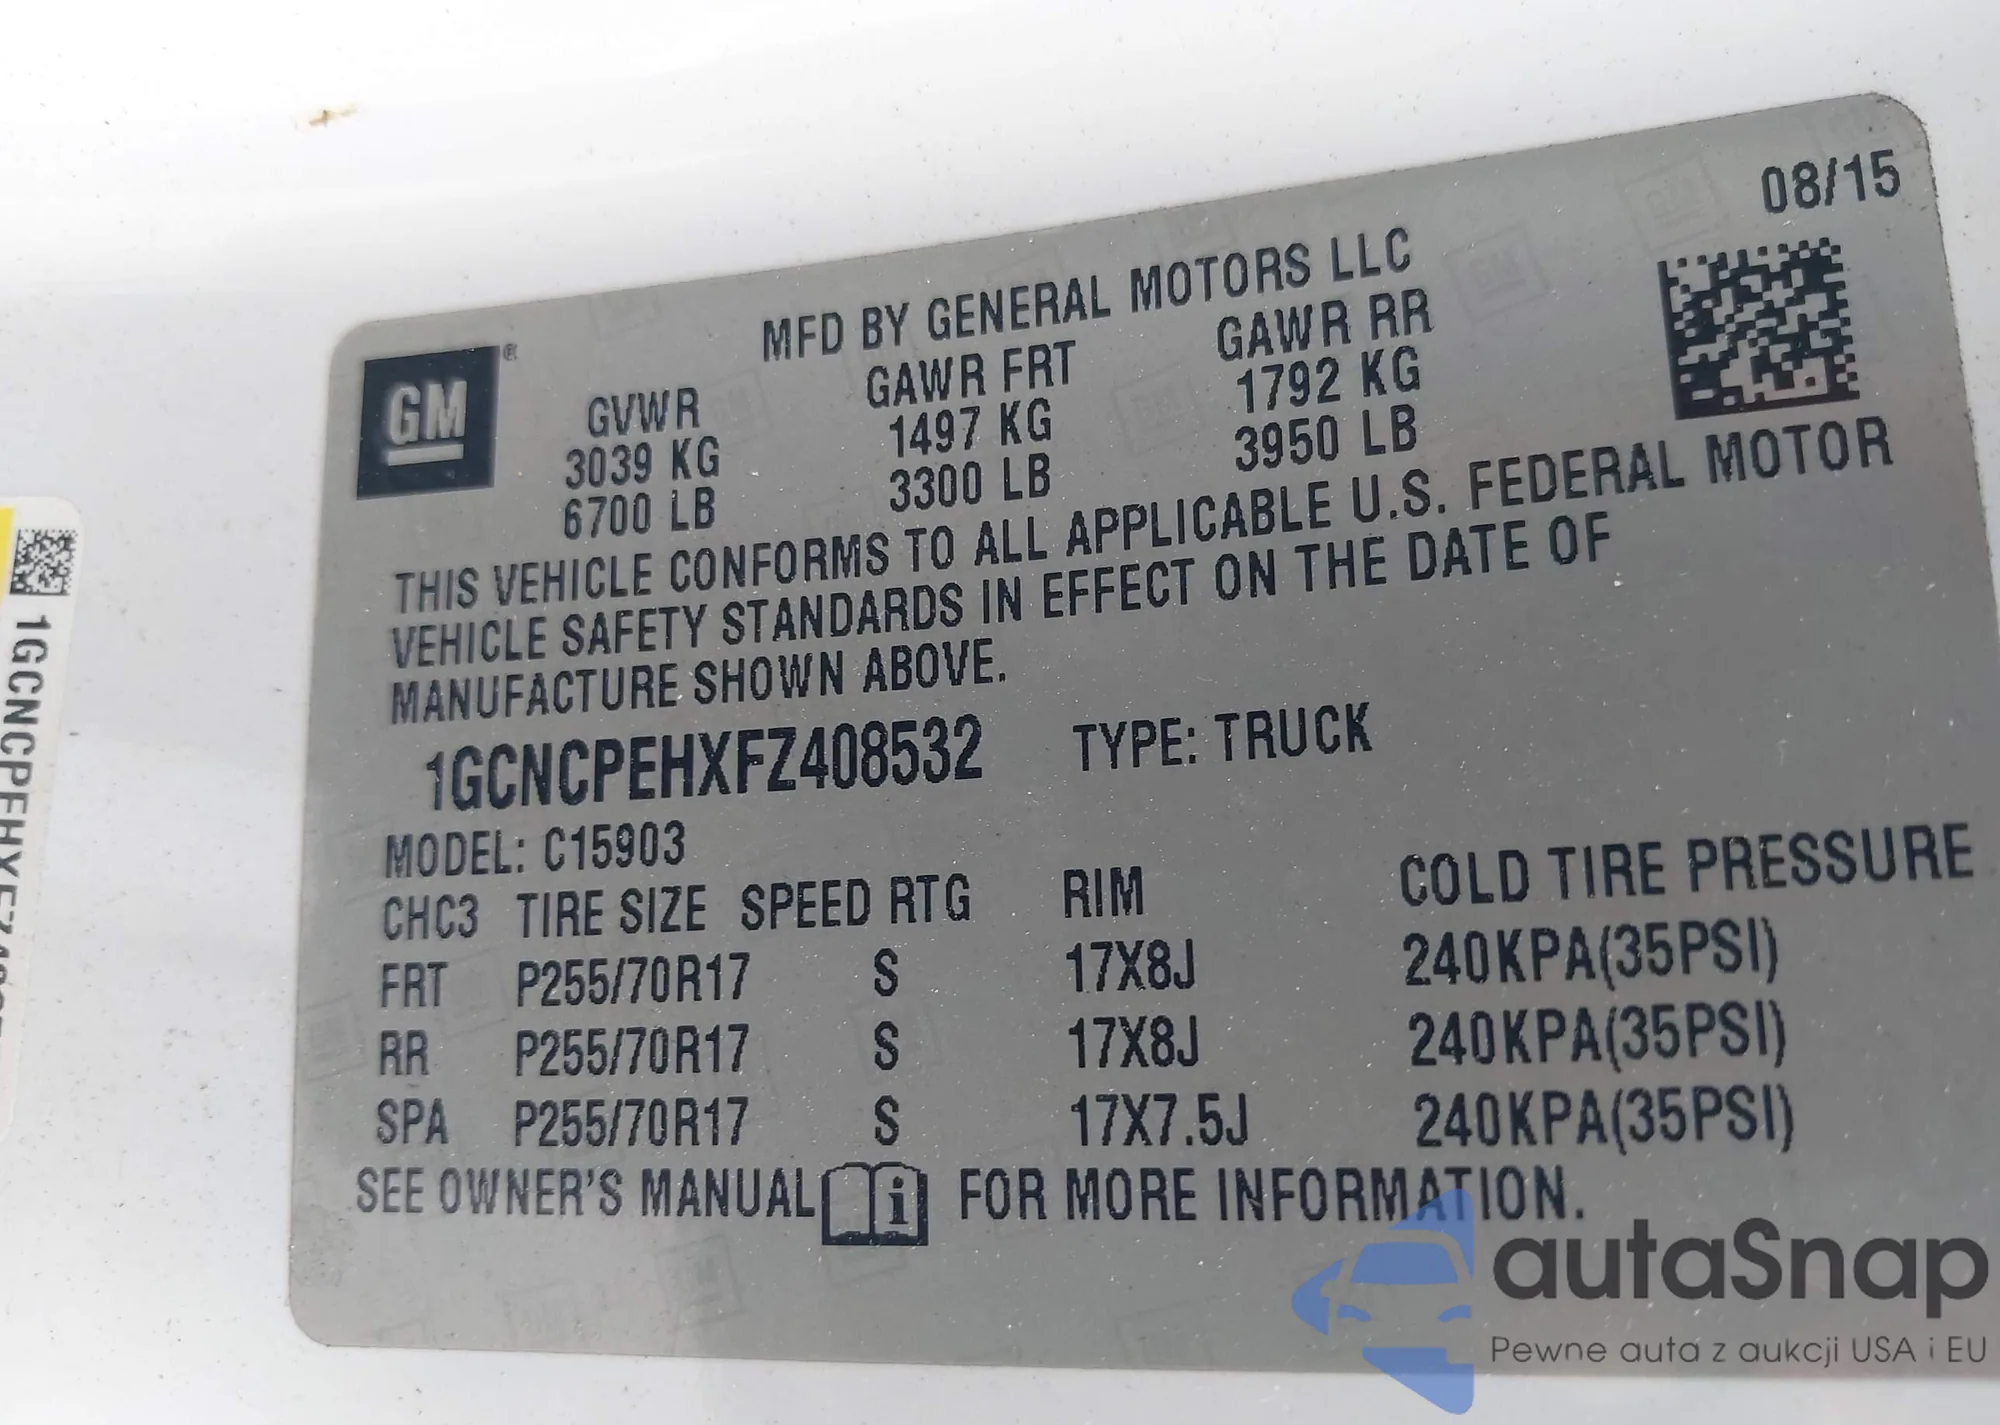 08/15
MFD BY GENERAL MOTORS LLC
GM®
GVWR GAWR FRT GAWR RR
3039 KG 1497 KG 1792 KG
6700 LB 3300 LB 3950 LB
THIS VEHICLE CONFORMS TO ALL APPLICABLE U.S. FEDERAL MOTOR
VEHICLE SAFETY STANDARDS IN EFFECT ON THE DATE OF
MANUFACTURE SHOWN ABOVE.
1GCNCPEHXFZ408532 TYPE: TRUCK
MODEL: C15903
CHC3 TIRE SIZE SPEED RTG RIM COLD TIRE PRESSURE
FRT P255/70R17 S 17X8J 240KPA(35PSI)
RR P255/70R17 S 17X8J 240KPA(35PSI)
SPA P255/70R17 S 17X7.5J 240KPA(35PSI)
SEE OWNER'S MANUAL i FOR MORE INFORMATION.
autaSnap
Pewne auta z aukcji USA i EU